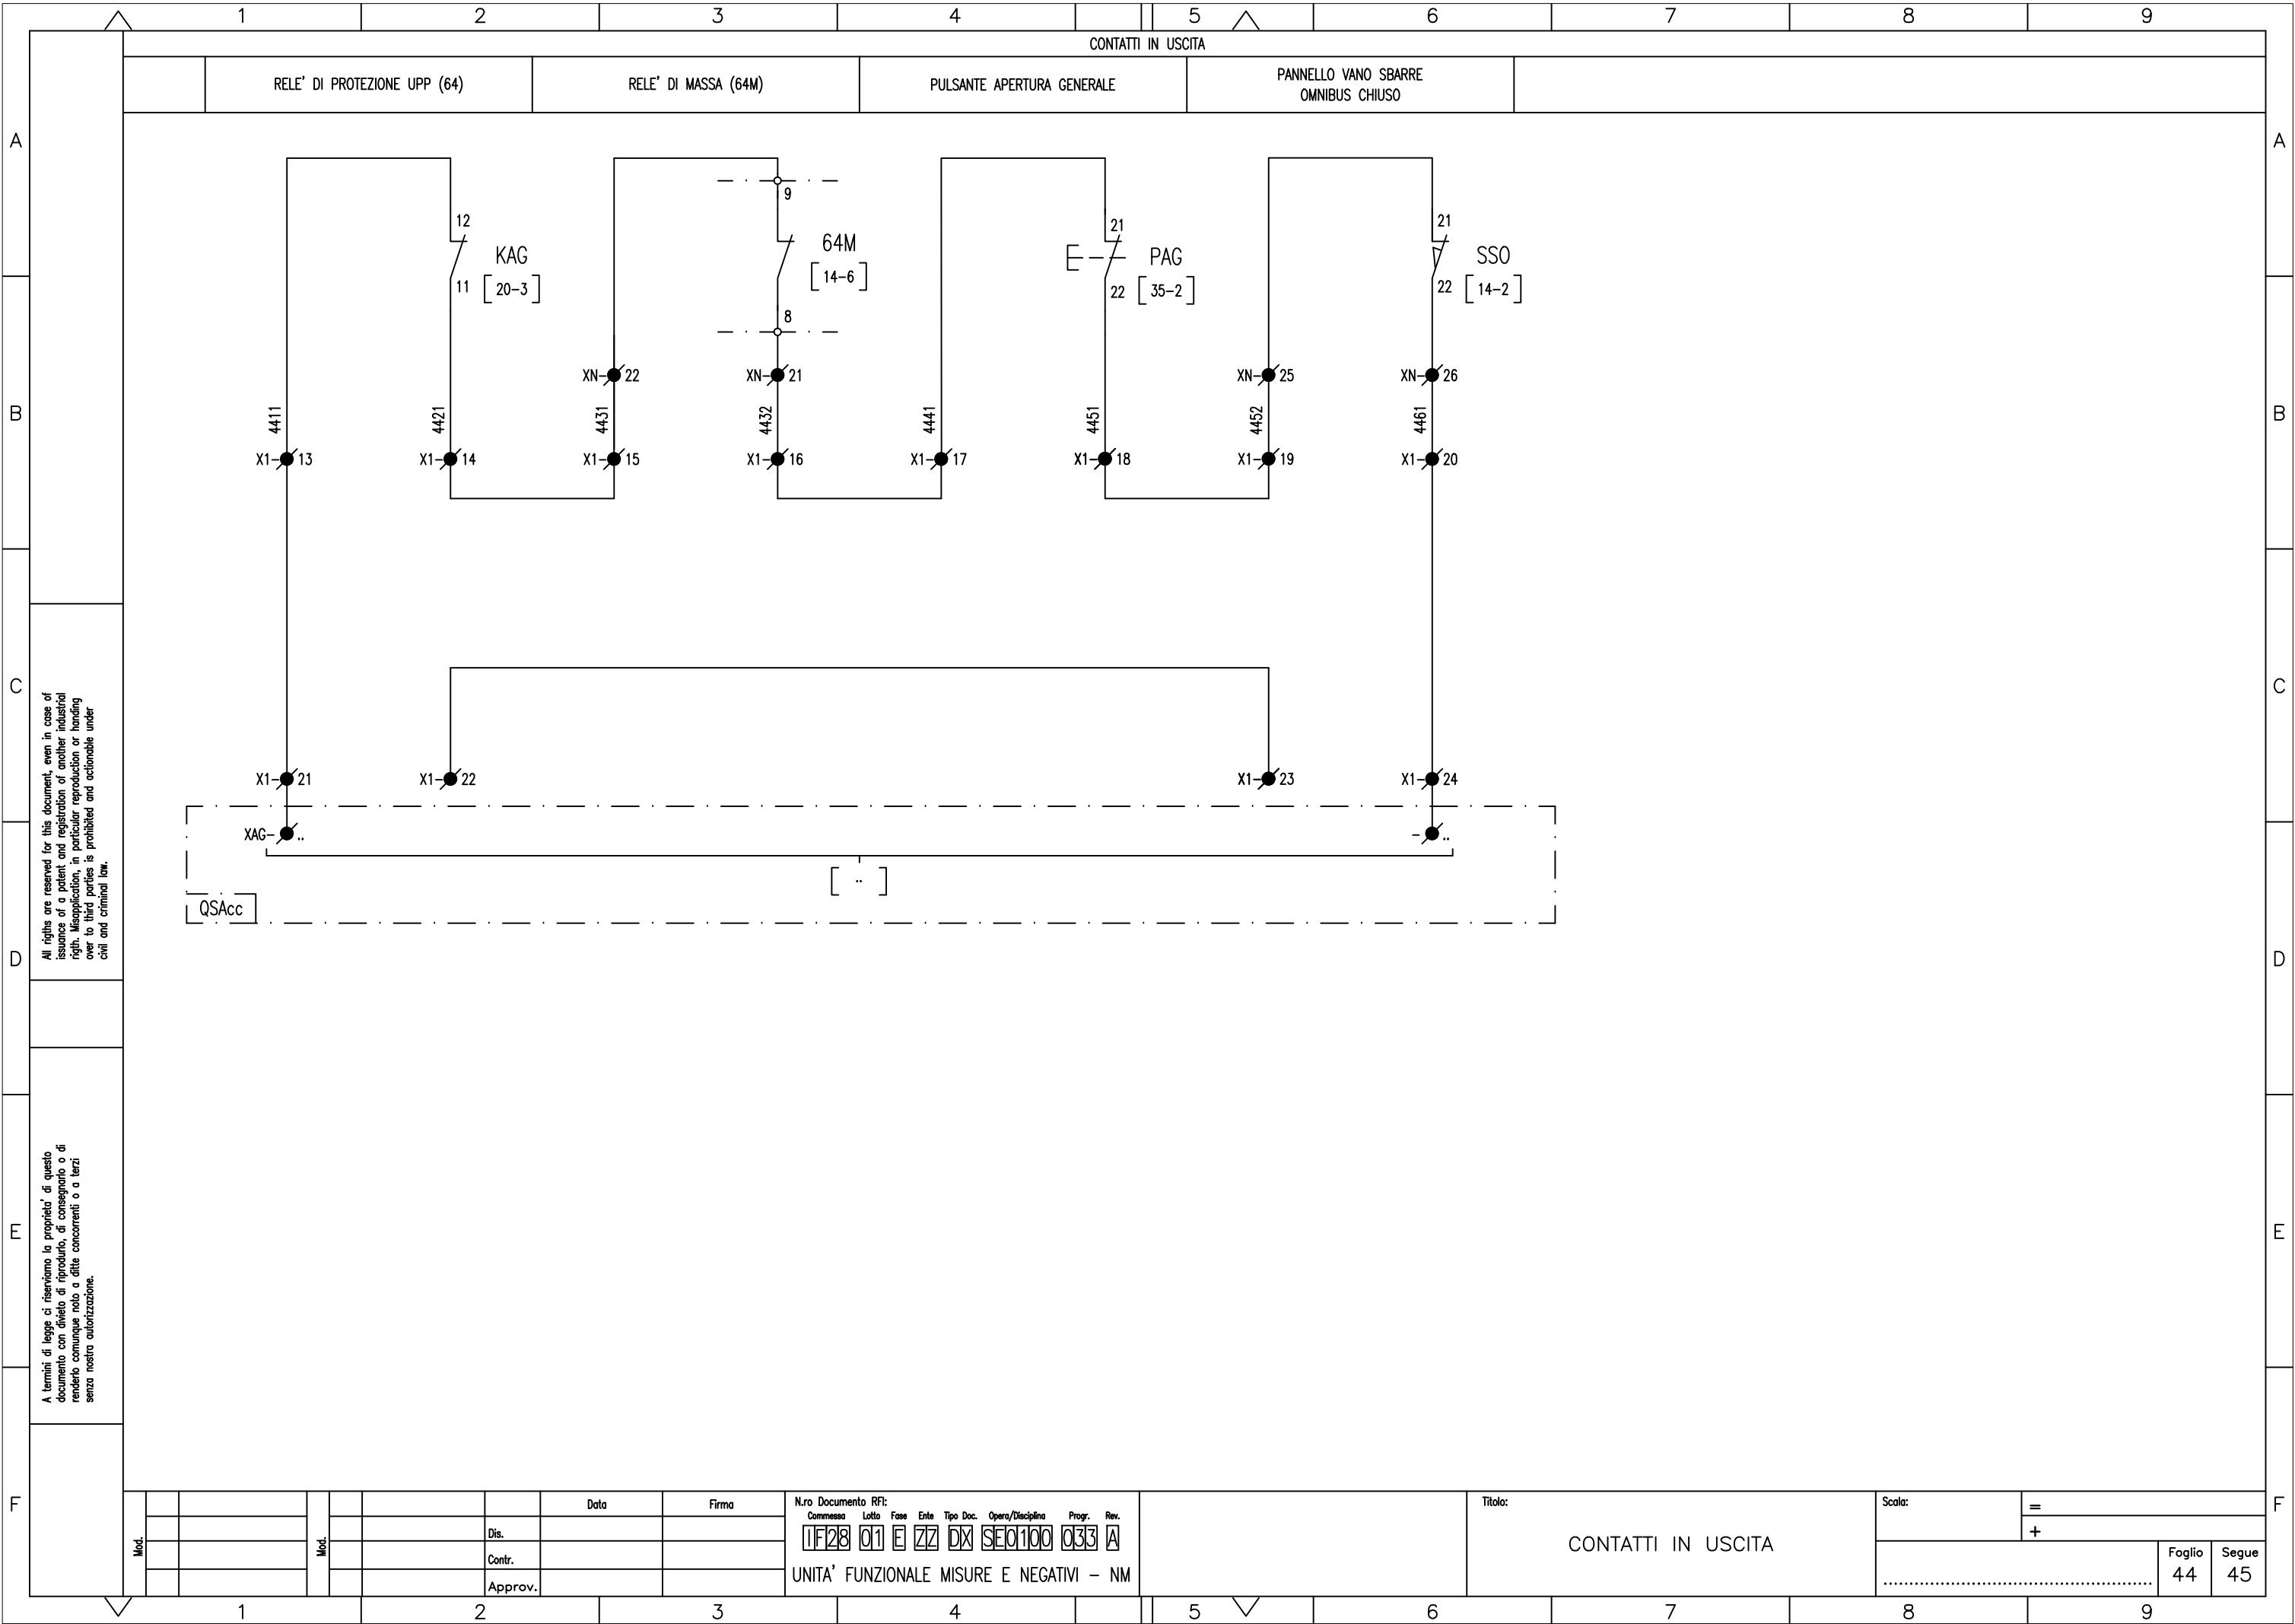 1 2 3 4 5 6 7 8 9
CONTATTI IN USCITA
RELE' DI PROTEZIONE UPP (64)
RELE' DI MASSA (64M)
PULSANTE APERTURA GENERALE
PANNELLO VANO SBARRE
OMNIBUS CHIUSO
A
A
9
12
KAG
11
[20-3]
64M
[14-6]
8
21
PAG
22
[35-2]
21
SSO
22
[14-2]
B
B
XN- 22
XN- 21
XN- 25
XN- 26
4411
4421
4431
4432
4441
4451
4452
4461
X1- 13
X1- 14
X1- 15
X1- 16
X1- 17
X1- 18
X1- 19
X1- 20
C
C
X1- 21
X1- 22
X1- 23
X1- 24
XAG- ..
- ..
[ .. ]
QSAcc
D
D
All rigths are reserved for this document, even in case of
issuance of a patent and registration of another industrial
rigth. Misapplication, in particular reproduction or handing
over to third parties is prohibited and actionable under
civil and criminal law.
E
E
A termini di legge ci riserviamo la proprieta' di questo
documento con divieto di riprodurlo, di consegnarlo o di
renderlo comunque noto a ditte concorrenti o a terzi
senza nostra autorizzazione.
F
F
Mod.
Mod.
Data
Firma
Dis.
Contr.
Approv.
N.ro Documento RFI:
Commessa Lotto Fase Ente Tipo Doc. Opera/Disciplina Progr. Rev.
IF28 01 E ZZ DX SE0100 033 A
UNITA' FUNZIONALE MISURE E NEGATIVI - NM
Titolo:
CONTATTI IN USCITA
Scala:
=
+
Foglio
44
Segue
45
1 2 3 4 5 6 7 8 9